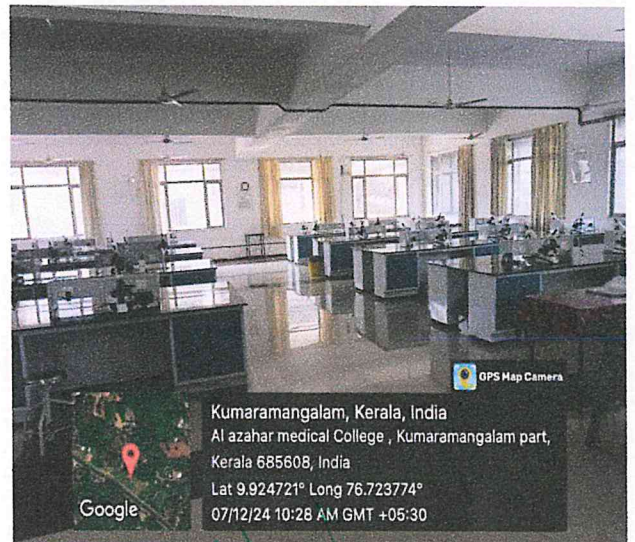 GPS Map Camera
Kumaramangalam, Kerala, India
Al azahar medical College , Kumaramangalam part,
Kerala 685608, India
Lat 9.924721° Long 76.723774°
07/12/24 10:28 AM GMT +05:30
Google